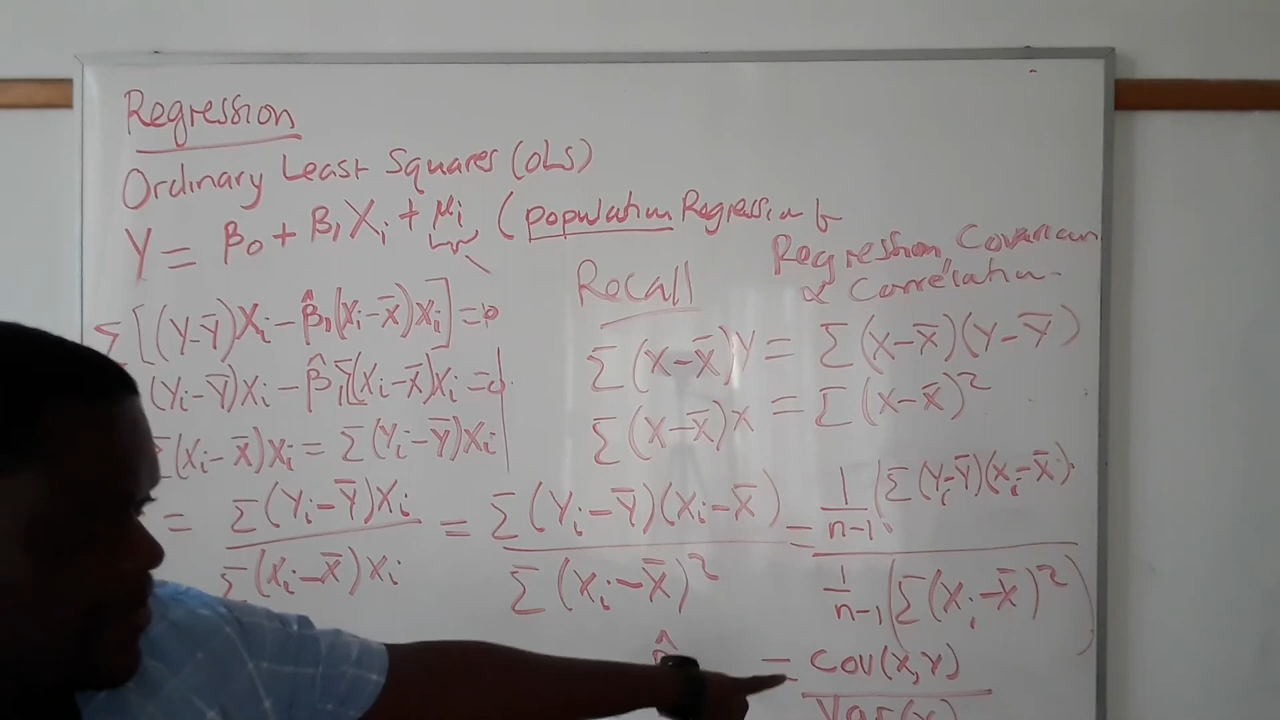 Regression
Ordinary Least Squares (OLS)
Y = β₀ + β₁Xᵢ + μᵢ (population Regression f
Regression, Covarian
& Correlation
Recall
Σ[(Y-Ȳ)Xᵢ - β̂₁(Xᵢ-X̄)Xᵢ] = 0
(Yᵢ-Ȳ)Xᵢ - β̂₁Σ(Xᵢ-X̄)Xᵢ = 0
Σ(Xᵢ-X̄)Xᵢ = Σ(Yᵢ-Ȳ)Xᵢ
Σ(X-X̄)Y = Σ(X-X̄)(Y-Ȳ)
Σ(X-X̄)X = Σ(X-X̄)²
= Σ(Yᵢ-Ȳ)Xᵢ / Σ(Xᵢ-X̄)Xᵢ = Σ(Yᵢ-Ȳ)(Xᵢ-X̄) / Σ(Xᵢ-X̄)² = 1/n-1 (Σ(Yᵢ-Ȳ)(Xᵢ-X̄)) / 1/n-1 (Σ(Xᵢ-X̄)²)
= Cov(X,Y) / Var(X)